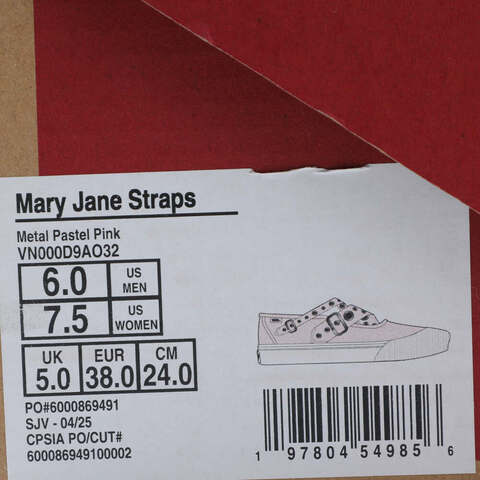 Mary Jane Straps
Metal Pastel Pink
VN000D9AO32
6.0 US MEN
7.5 US WOMEN
UK EUR CM
5.0 38.0 24.0
PO#6000869491
SJV - 04/25
CPSIA PO/CUT#
600086949100002
1 97804 54985 6